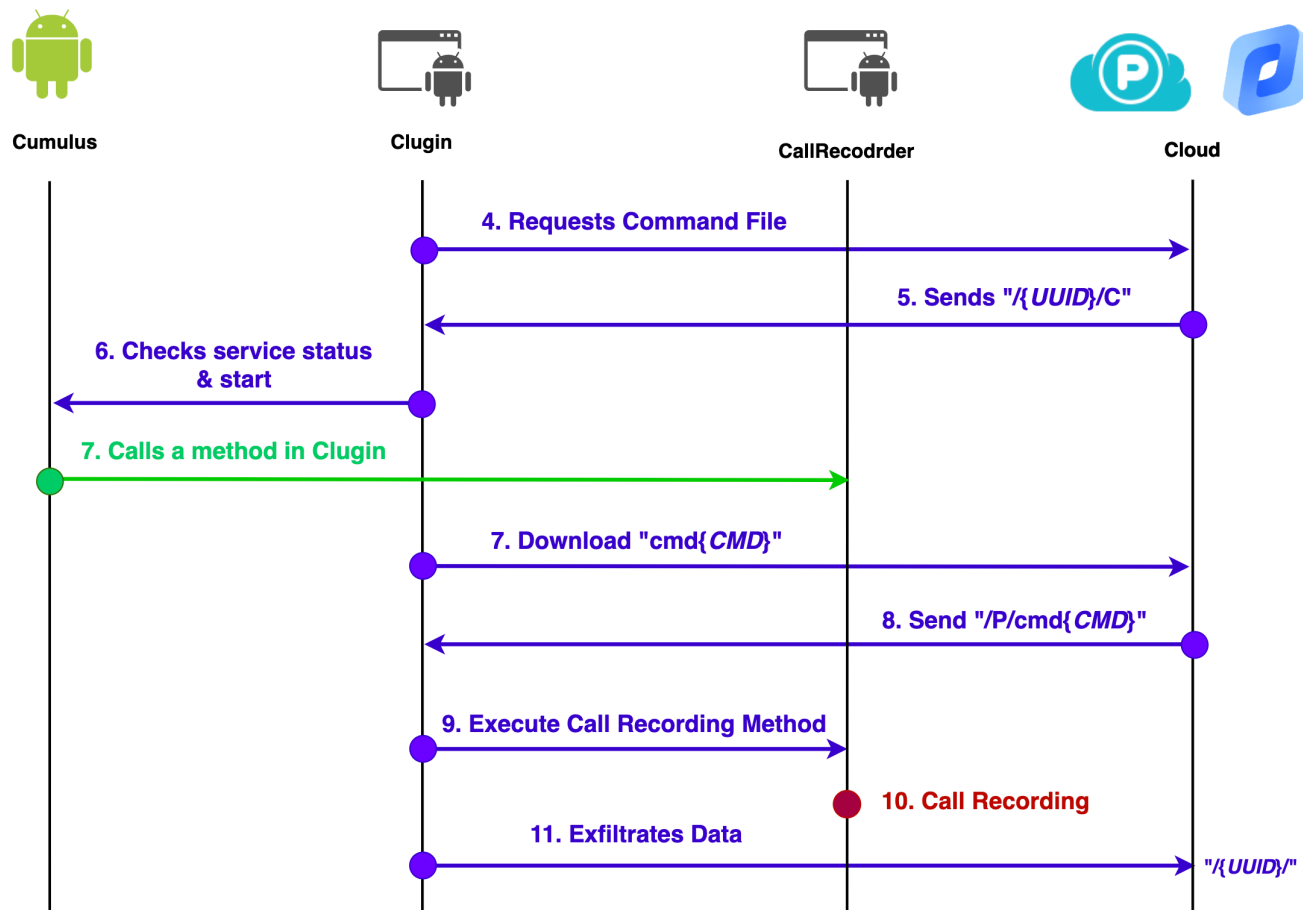 Cumulus
Clugin
CallRecodrder
Cloud
4. Requests Command File
5. Sends "/{UUID}/C"
6. Checks service status
& start
7. Calls a method in Clugin
7. Download "cmd{CMD}"
8. Send "/P/cmd{CMD}"
9. Execute Call Recording Method
10. Call Recording
11. Exfiltrates Data
"/{UUID}/"